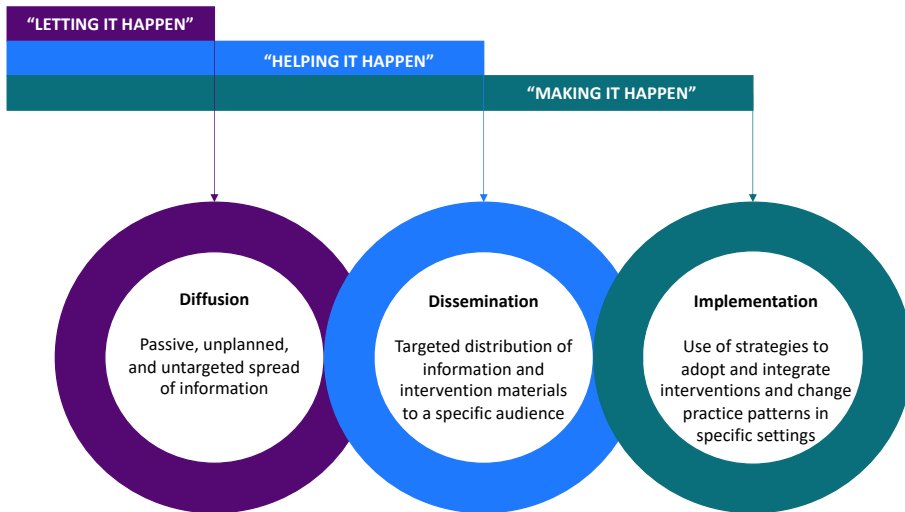 “LETTING IT HAPPEN”
“HELPING IT HAPPEN”
“MAKING IT HAPPEN”
Diffusion
Passive, unplanned,
and untargeted spread
of information
Dissemination
Targeted distribution of
information and
intervention materials
to a specific audience
Implementation
Use of strategies to
adopt and integrate
interventions and change
practice patterns in
specific settings